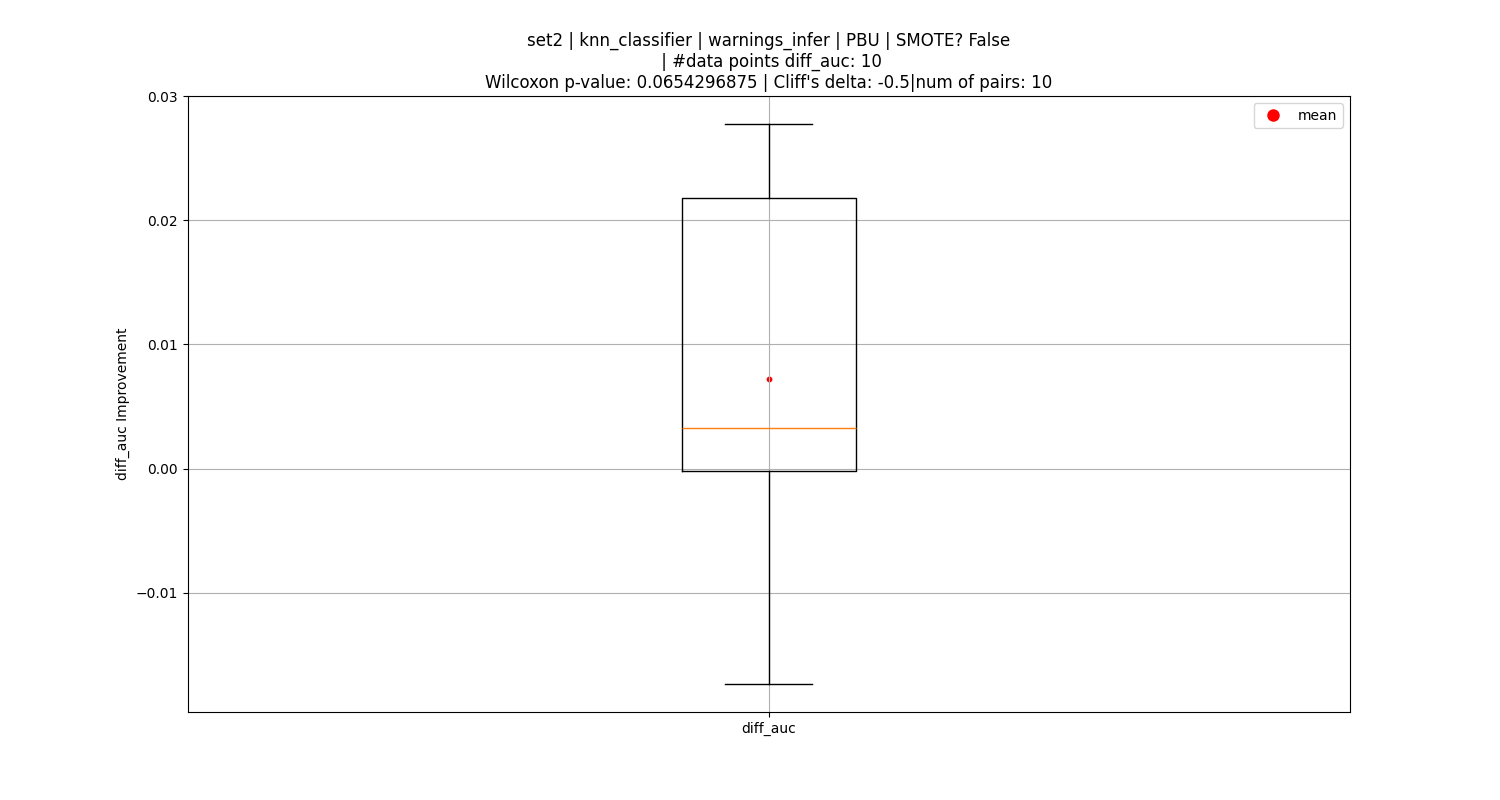 set2 | knn_classifier | warnings_infer | PBU | SMOTE? False
| #data points diff_auc: 10
Wilcoxon p-value: 0.0654296875 | Cliff's delta: -0.5|num of pairs: 10
mean
0.03
0.02
0.01
0.00
−0.01
diff_auc Improvement
diff_auc